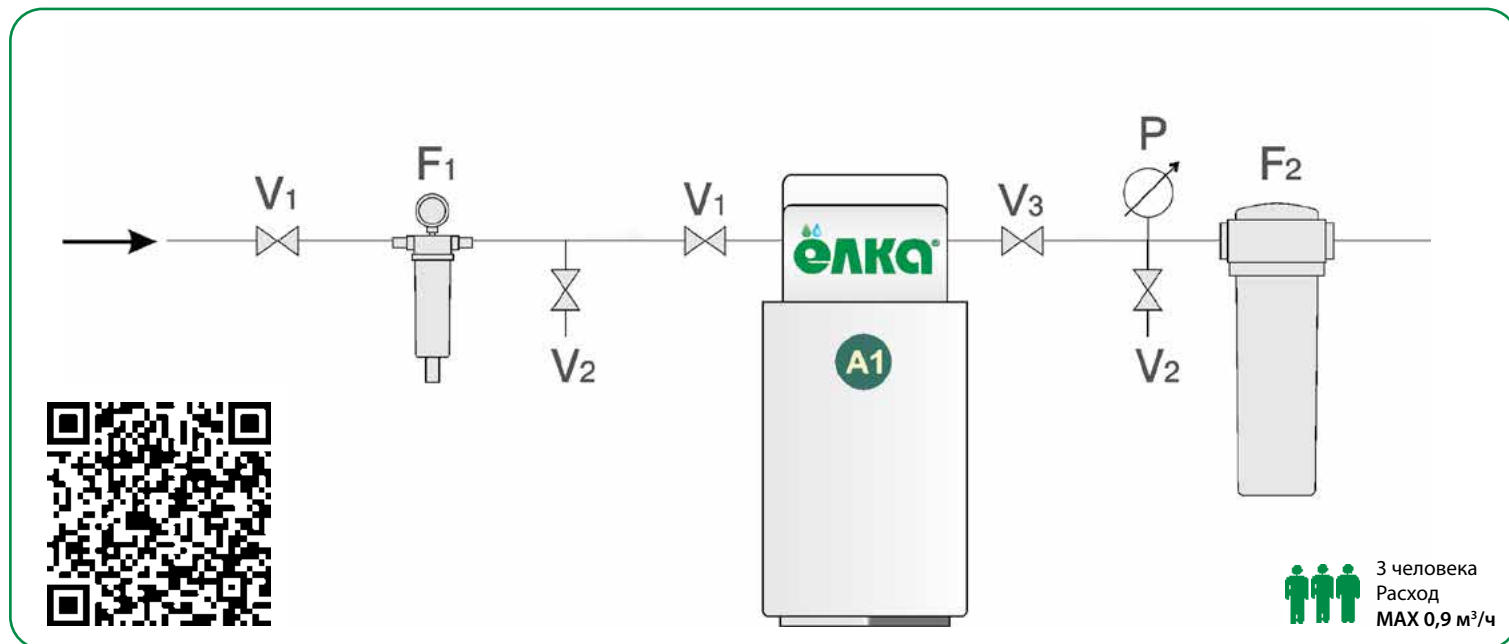 V1
F1
V2
V1
ёлка®
A1
V3
P
V2
F2
3 человека
Расход
MAX 0,9 м³/ч